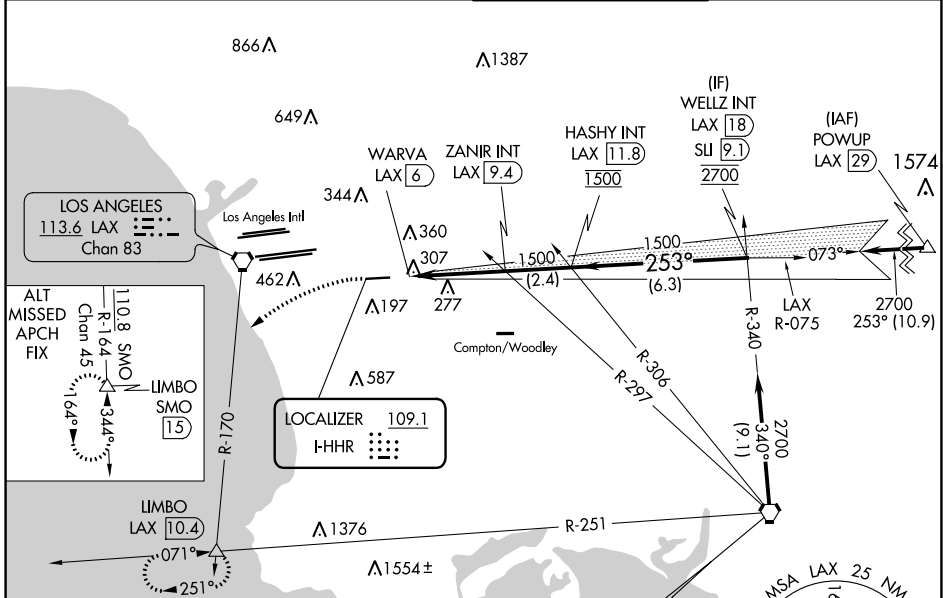 866
1387
649
(IF)
WELLZ INT
LAX 18
SLI 9.1
2700
(IAF)
POWUP
LAX 29
1574
HASHY INT
LAX 11.8
1500
ZANIR INT
LAX 9.4
WARVA
LAX 6
344
LOS ANGELES
113.6 LAX
Chan 83
Los Angeles Intl
360
307
462
197
277
1500
1500
253°
073°
(2.4)
(6.3)
LAX
R-075
2700
253° (10.9)
Compton/Woodley
R-340
R-306
R-297
ALT
MISSED
APCH
FIX
110.8 SMO
R-164
Chan 45
LIMBO
SMO
15
164°
344°
R-170
587
LOCALIZER 109.1
I-HHR
2700
340°
(9.1)
LIMBO
LAX 10.4
1376
R-251
071°
251°
1554±
MSA LAX 25 NM